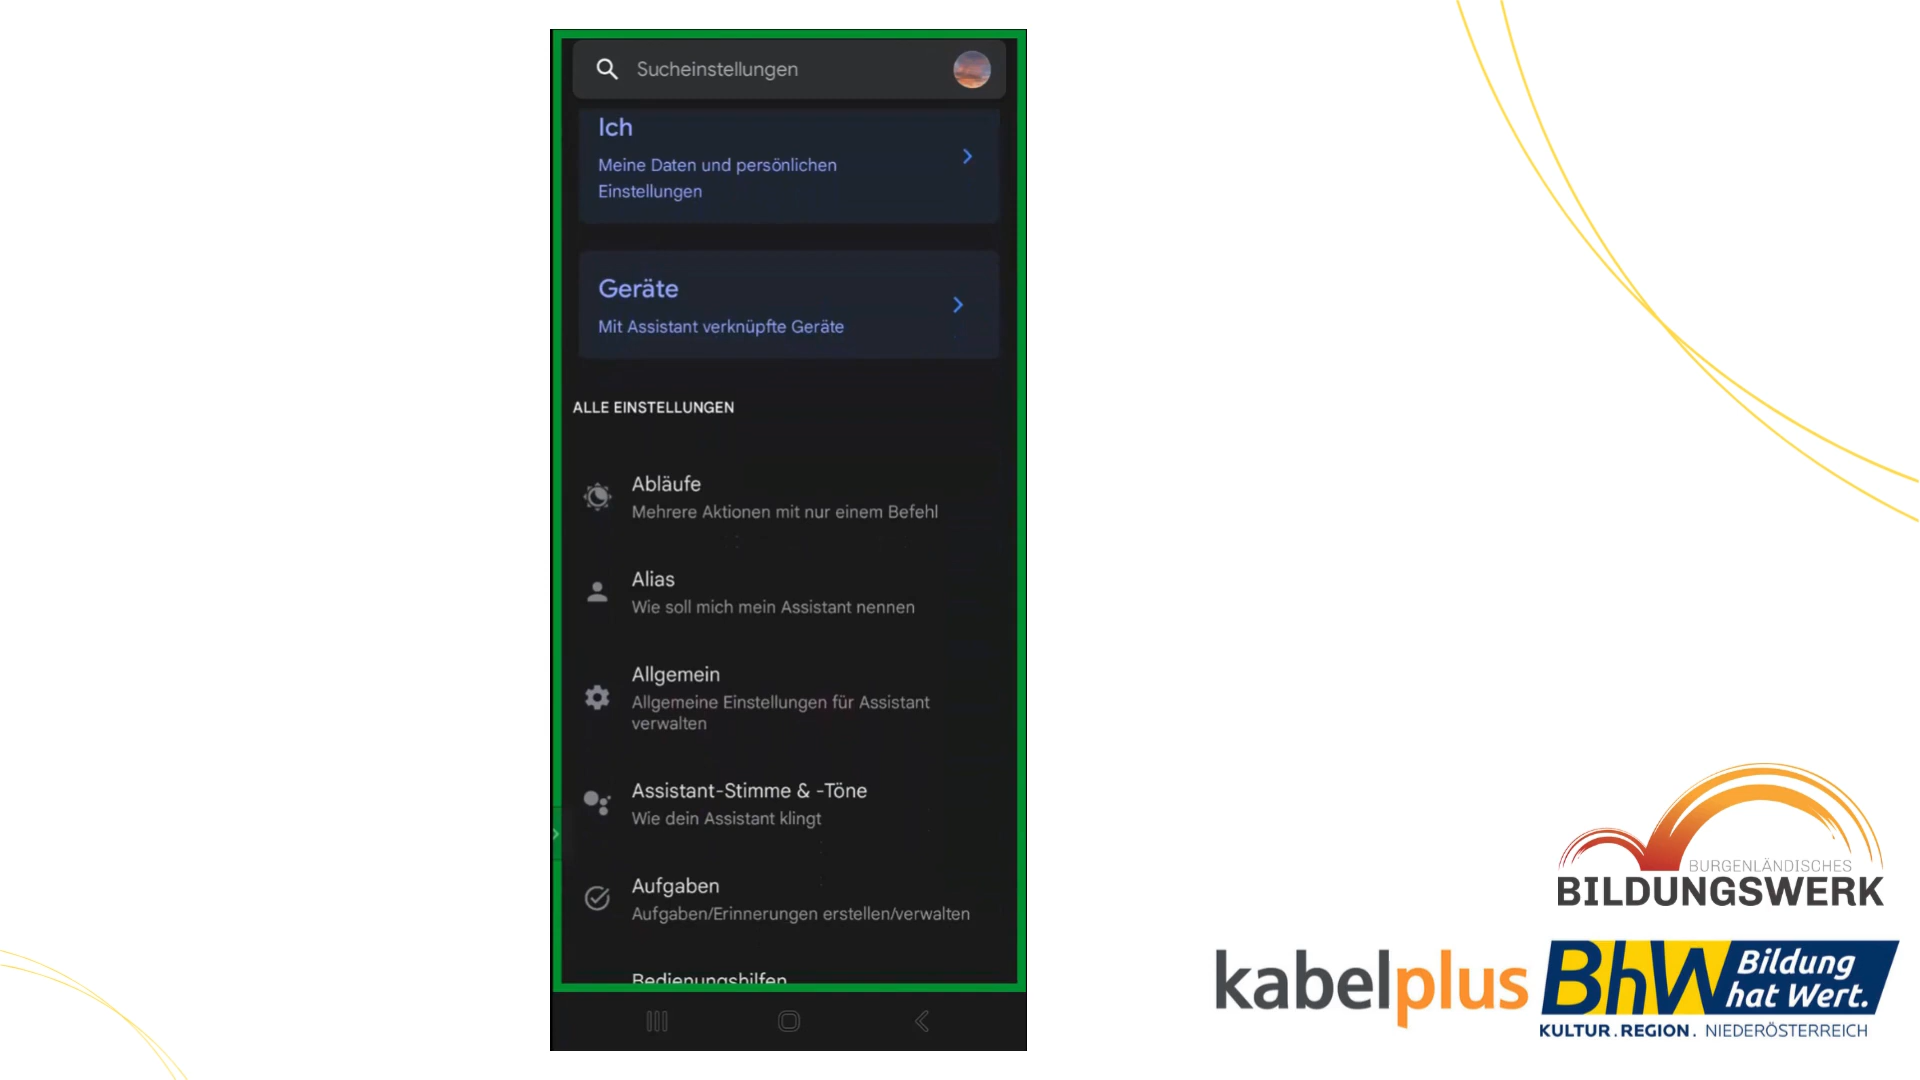 Sucheinstellungen
Ich
Meine Daten und persönlichen
Einstellungen
Geräte
Mit Assistant verknüpfte Geräte
ALLE EINSTELLUNGEN
Abläufe
Mehrere Aktionen mit nur einem Befehl
Alias
Wie soll mich mein Assistant nennen
Allgemein
Allgemeine Einstellungen für Assistant
verwalten
Assistant-Stimme & -Töne
Wie dein Assistant klingt
Aufgaben
Aufgaben/Erinnerungen erstellen/verwalten
Bedienungshilfen
BURGENLÄNDISCHES
BILDUNGSWERK
kabelplus
BhW Bildung
hat Wert.
KULTUR.REGION. NIEDERÖSTERREICH